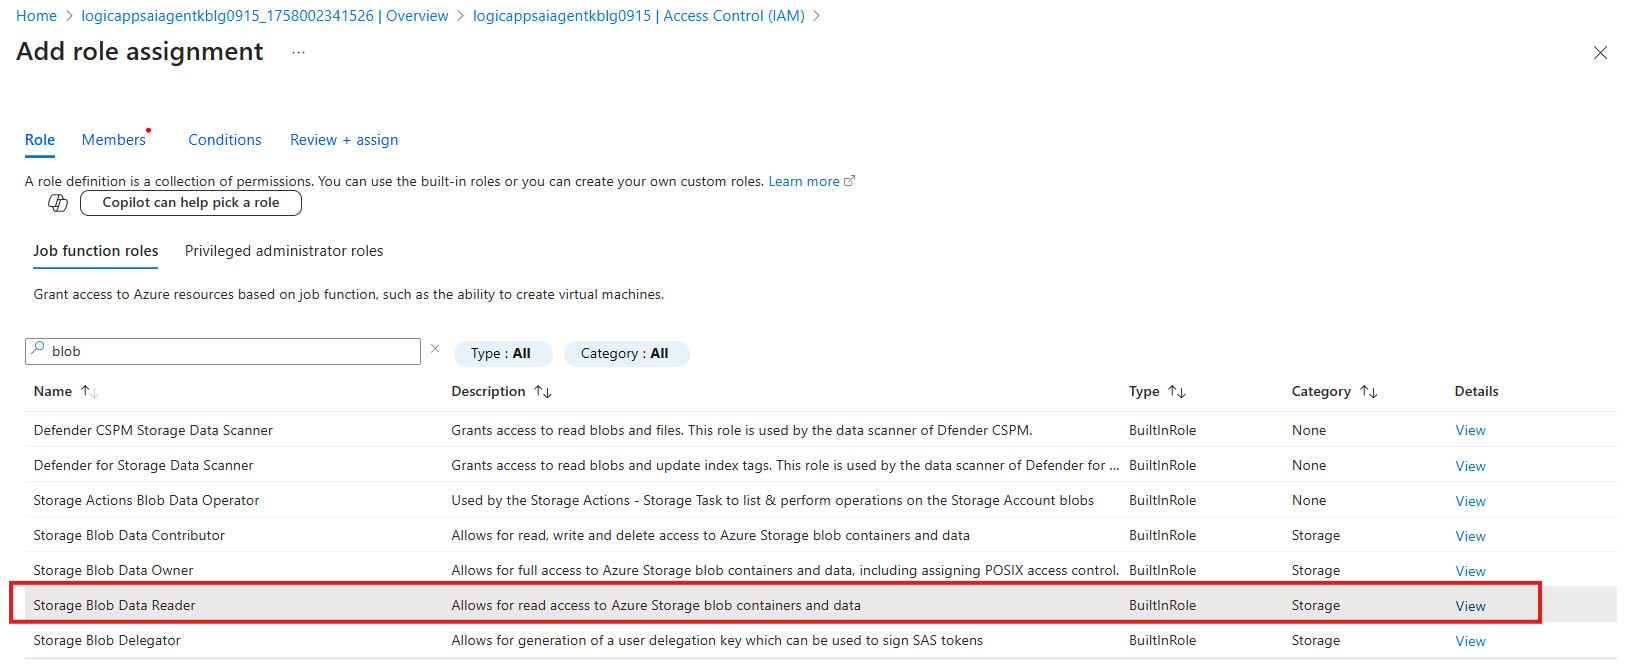 Home > logicappsaiagentkblg0915_1758002341526 | Overview > logicappsaiagentkblg0915 | Access Control (IAM) >
Add role assignment ...
Role Members Conditions Review + assign
A role definition is a collection of permissions. You can use the built-in roles or you can create your own custom roles. Learn more
Copilot can help pick a role
Job function roles Privileged administrator roles
Grant access to Azure resources based on job function, such as the ability to create virtual machines.
blob Type : All Category : All
Name Description Type Category Details
Defender CSPM Storage Data Scanner Grants access to read blobs and files. This role is used by the data scanner of Dfender CSPM. BuiltInRole None View
Defender for Storage Data Scanner Grants access to read blobs and update index tags. This role is used by the data scanner of Defender for ... BuiltInRole None View
Storage Actions Blob Data Operator Used by the Storage Actions - Storage Task to list & perform operations on the Storage Account blobs BuiltInRole None View
Storage Blob Data Contributor Allows for read, write and delete access to Azure Storage blob containers and data BuiltInRole Storage View
Storage Blob Data Owner Allows for full access to Azure Storage blob containers and data, including assigning POSIX access control. BuiltInRole Storage View
Storage Blob Data Reader Allows for read access to Azure Storage blob containers and data BuiltInRole Storage View
Storage Blob Delegator Allows for generation of a user delegation key which can be used to sign SAS tokens BuiltInRole Storage View